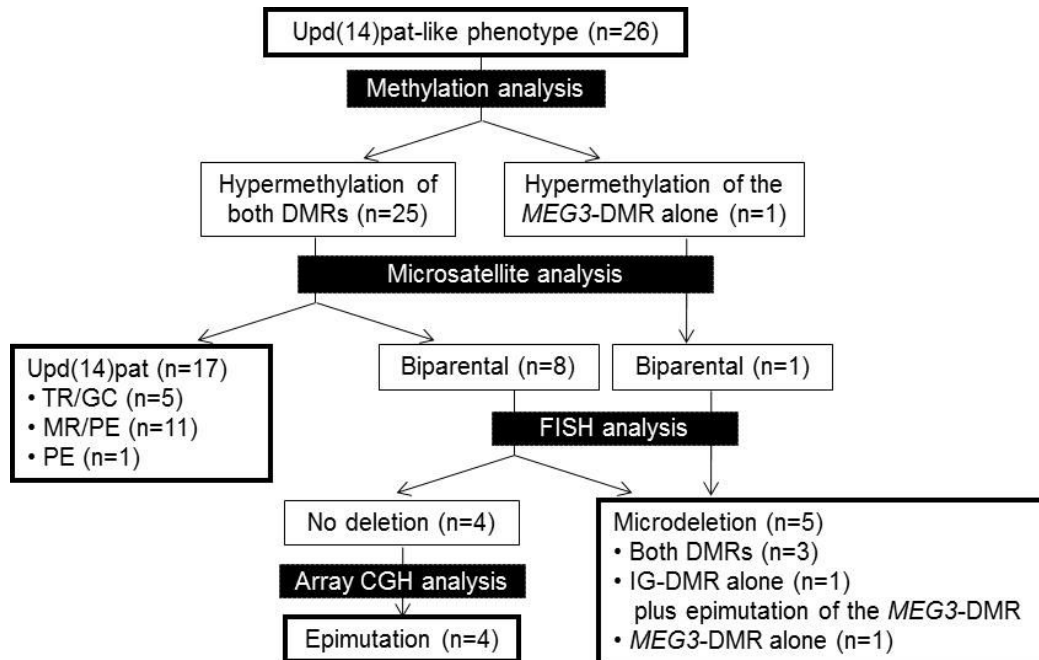 Upd(14)pat-like phenotype (n=26)
Methylation analysis
Hypermethylation of
both DMRs (n=25)
Hypermethylation of the
MEG3-DMR alone (n=1)
Microsatellite analysis
Upd(14)pat (n=17)
• TR/GC (n=5)
• MR/PE (n=11)
• PE (n=1)
Biparental (n=8)
Biparental (n=1)
FISH analysis
No deletion (n=4)
Microdeletion (n=5)
• Both DMRs (n=3)
• IG-DMR alone (n=1)
plus epimutation of the MEG3-DMR
• MEG3-DMR alone (n=1)
Array CGH analysis
Epimutation (n=4)